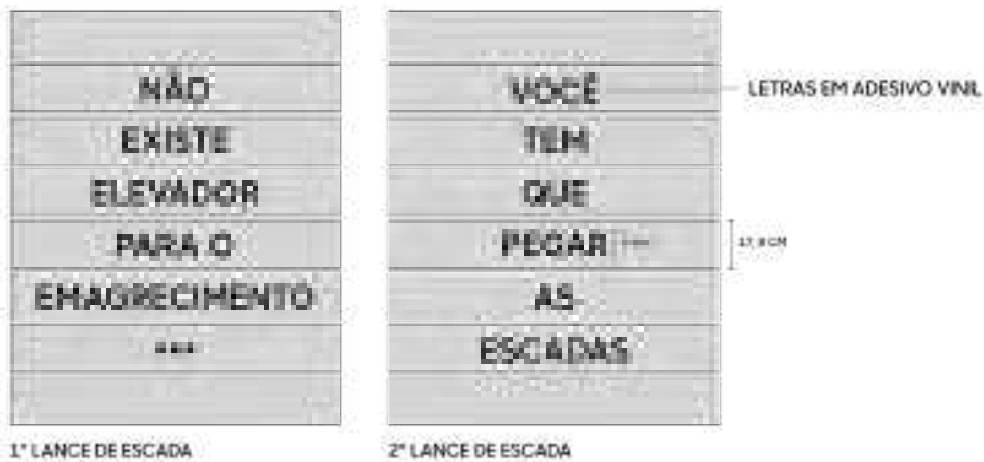 NÃO
EXISTE
ELEVADOR
PARA O
EMAGRECIMENTO
...
1° LANCE DE ESCADA
VOCÊ
TEM
QUE
PEGAR
AS
ESCADAS
2° LANCE DE ESCADA
LETRAS EM ADESIVO VINIL